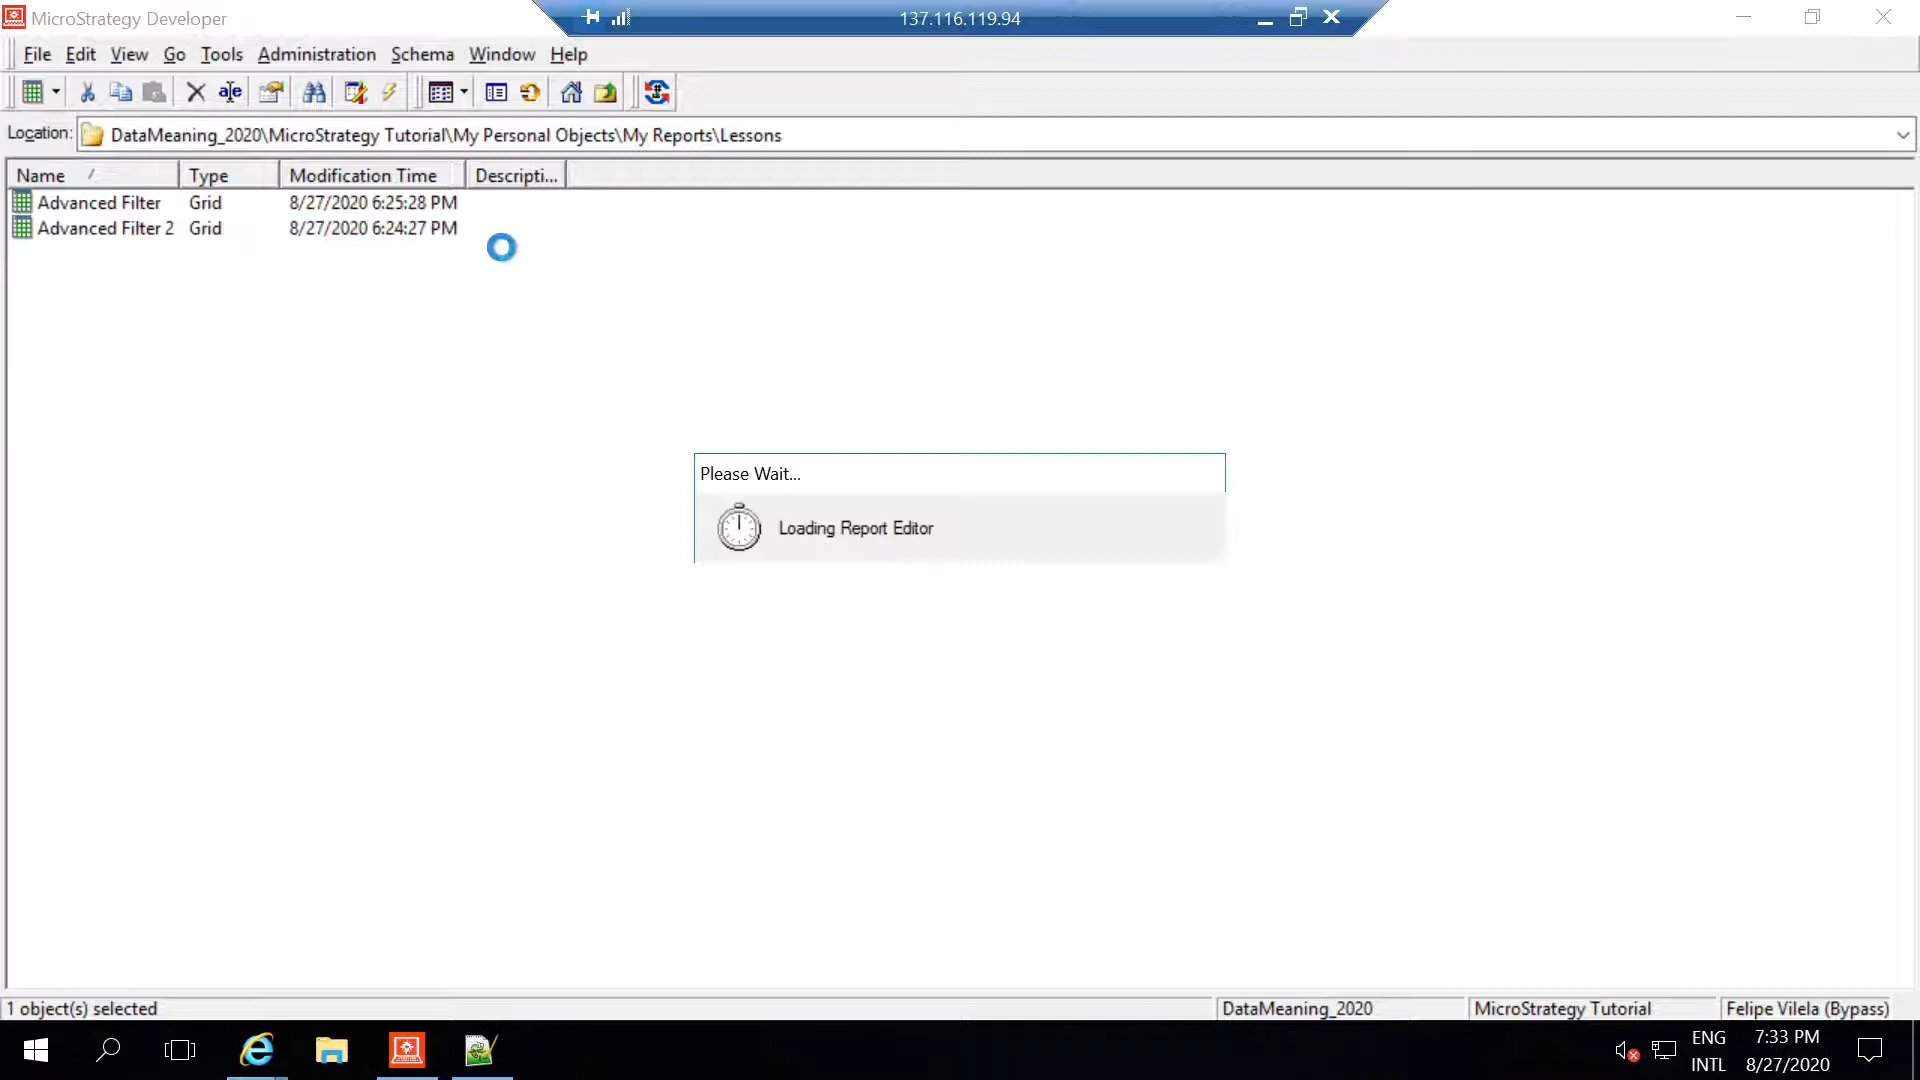 MicroStrategy Developer
137.116.119.94
File Edit View Go Tools Administration Schema Window Help
Location: DataMeaning_2020\MicroStrategy Tutorial\My Personal Objects\My Reports\Lessons
Name Type Modification Time Descripti...
Advanced Filter Grid 8/27/2020 6:25:28 PM
Advanced Filter 2 Grid 8/27/2020 6:24:27 PM
Please Wait...
Loading Report Editor
1 object(s) selected DataMeaning_2020 MicroStrategy Tutorial Felipe Vilela (Bypass)
ENG 7:33 PM
INTL 8/27/2020